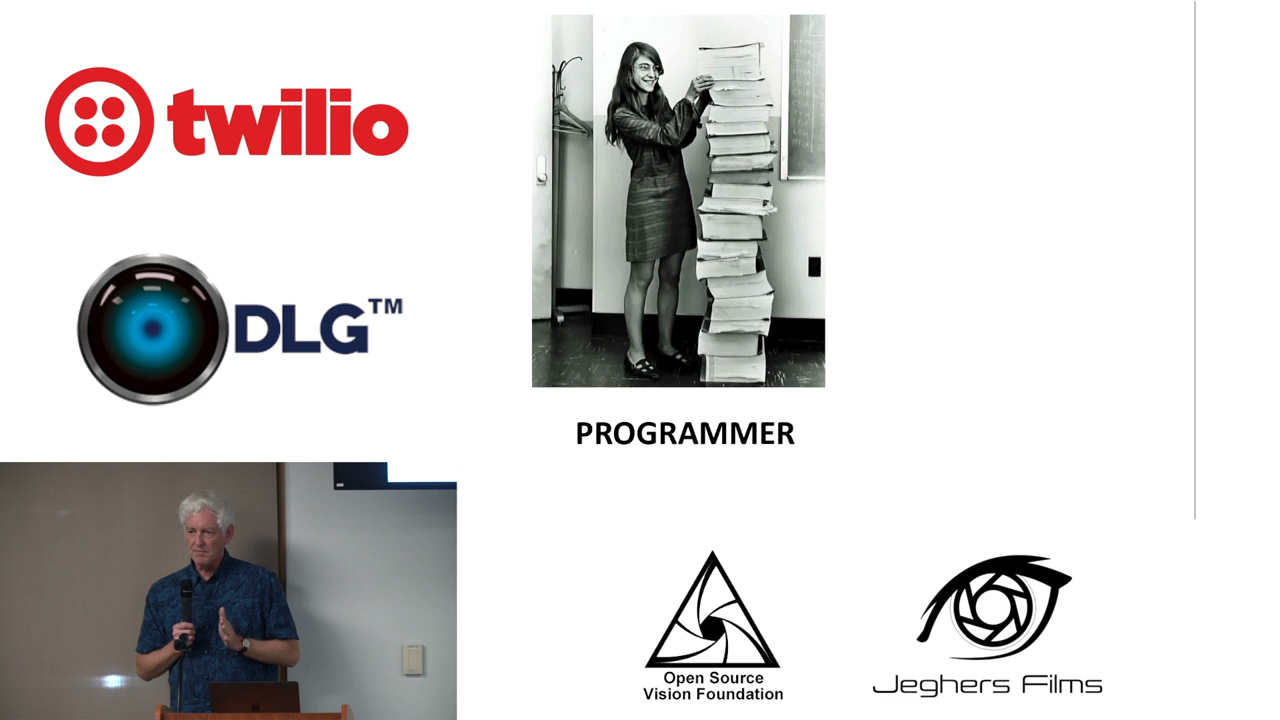 twilio
DLG™
PROGRAMMER
Open Source
Vision Foundation
Jeghers Films